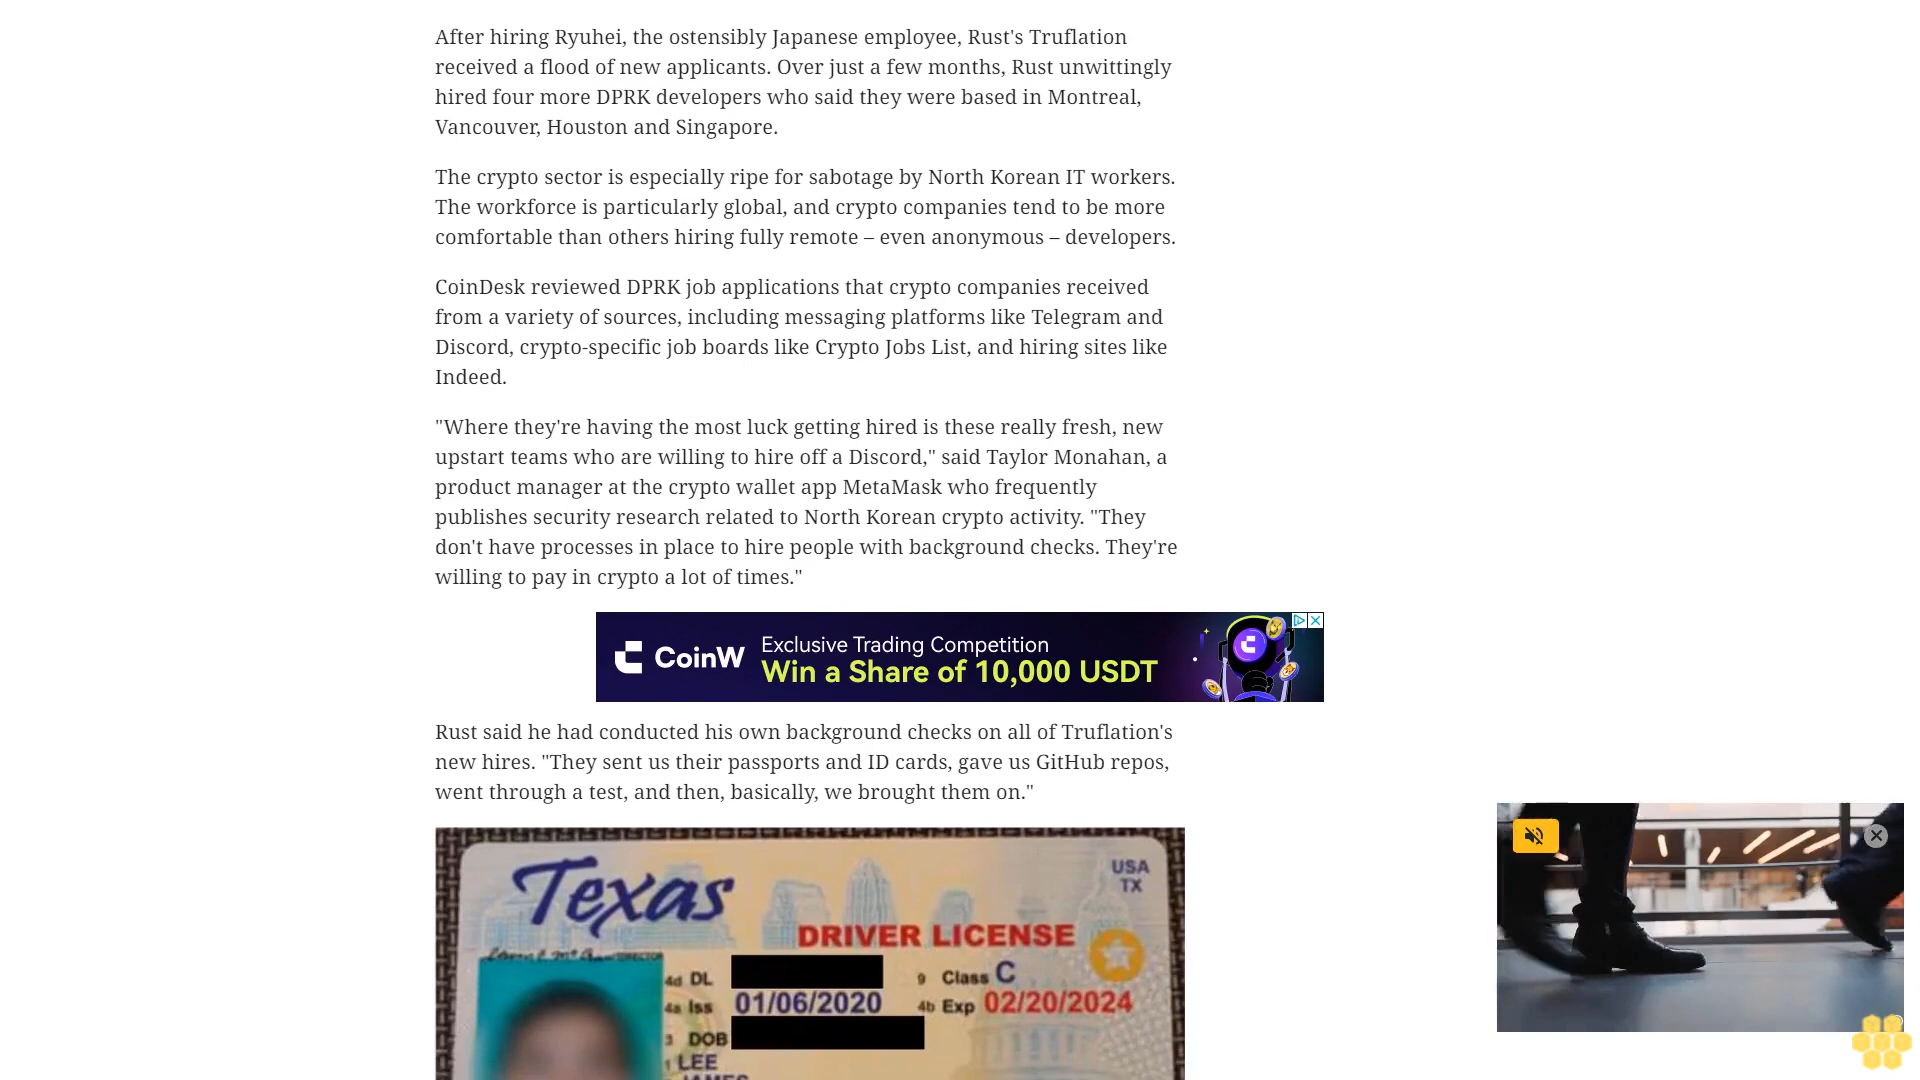 After hiring Ryuhei, the ostensibly Japanese employee, Rust's Truflation
received a flood of new applicants. Over just a few months, Rust unwittingly
hired four more DPRK developers who said they were based in Montreal,
Vancouver, Houston and Singapore.
The crypto sector is especially ripe for sabotage by North Korean IT workers.
The workforce is particularly global, and crypto companies tend to be more
comfortable than others hiring fully remote – even anonymous – developers.
CoinDesk reviewed DPRK job applications that crypto companies received
from a variety of sources, including messaging platforms like Telegram and
Discord, crypto-specific job boards like Crypto Jobs List, and hiring sites like
Indeed.
"Where they're having the most luck getting hired is these really fresh, new
upstart teams who are willing to hire off a Discord," said Taylor Monahan, a
product manager at the crypto wallet app MetaMask who frequently
publishes security research related to North Korean crypto activity. "They
don't have processes in place to hire people with background checks. They're
willing to pay in crypto a lot of times."
CoinW
Exclusive Trading Competition
Win a Share of 10,000 USDT
Rust said he had conducted his own background checks on all of Truflation's
new hires. "They sent us their passports and ID cards, gave us GitHub repos,
went through a test, and then, basically, we brought them on."
Texas
USA
TX
DRIVER LICENSE
DIRECTOR
4d DL
9 Class C
4a Iss 01/06/2020 4b Exp 02/20/2024
3 DOB
1 LEE
JAMES